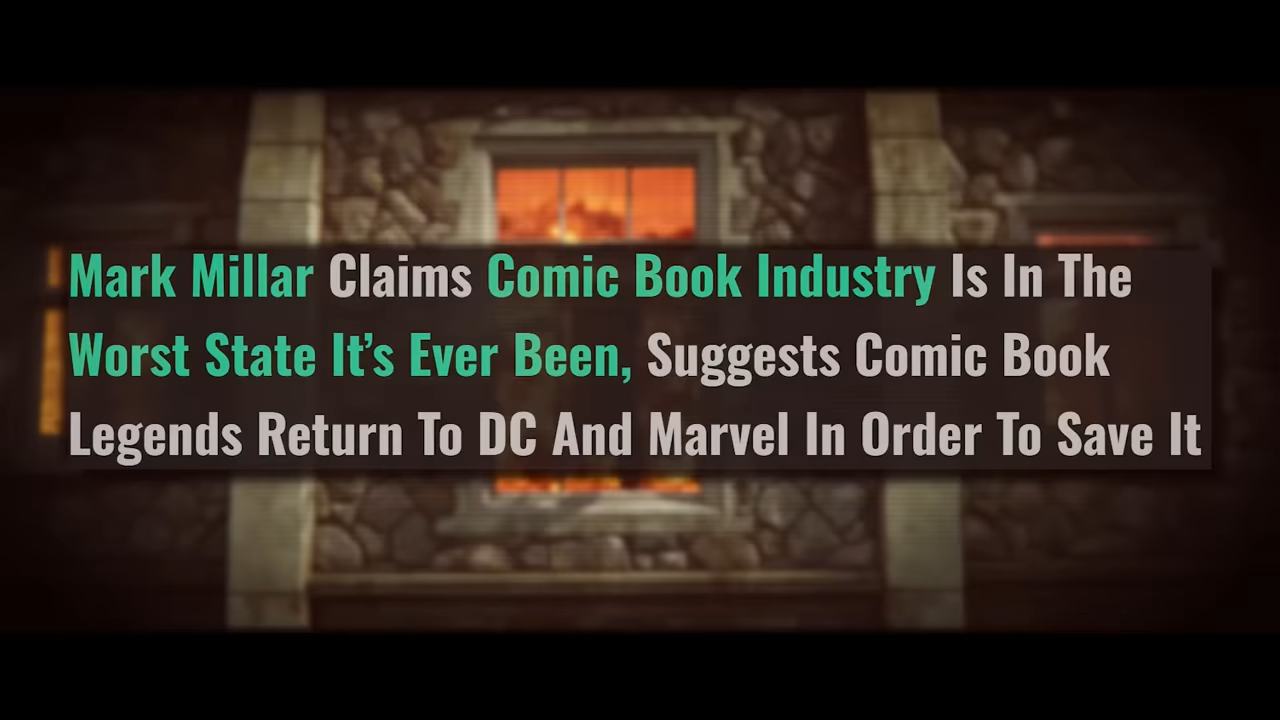 Mark Millar Claims Comic Book Industry Is In The
Worst State It’s Ever Been, Suggests Comic Book
Legends Return To DC And Marvel In Order To Save It